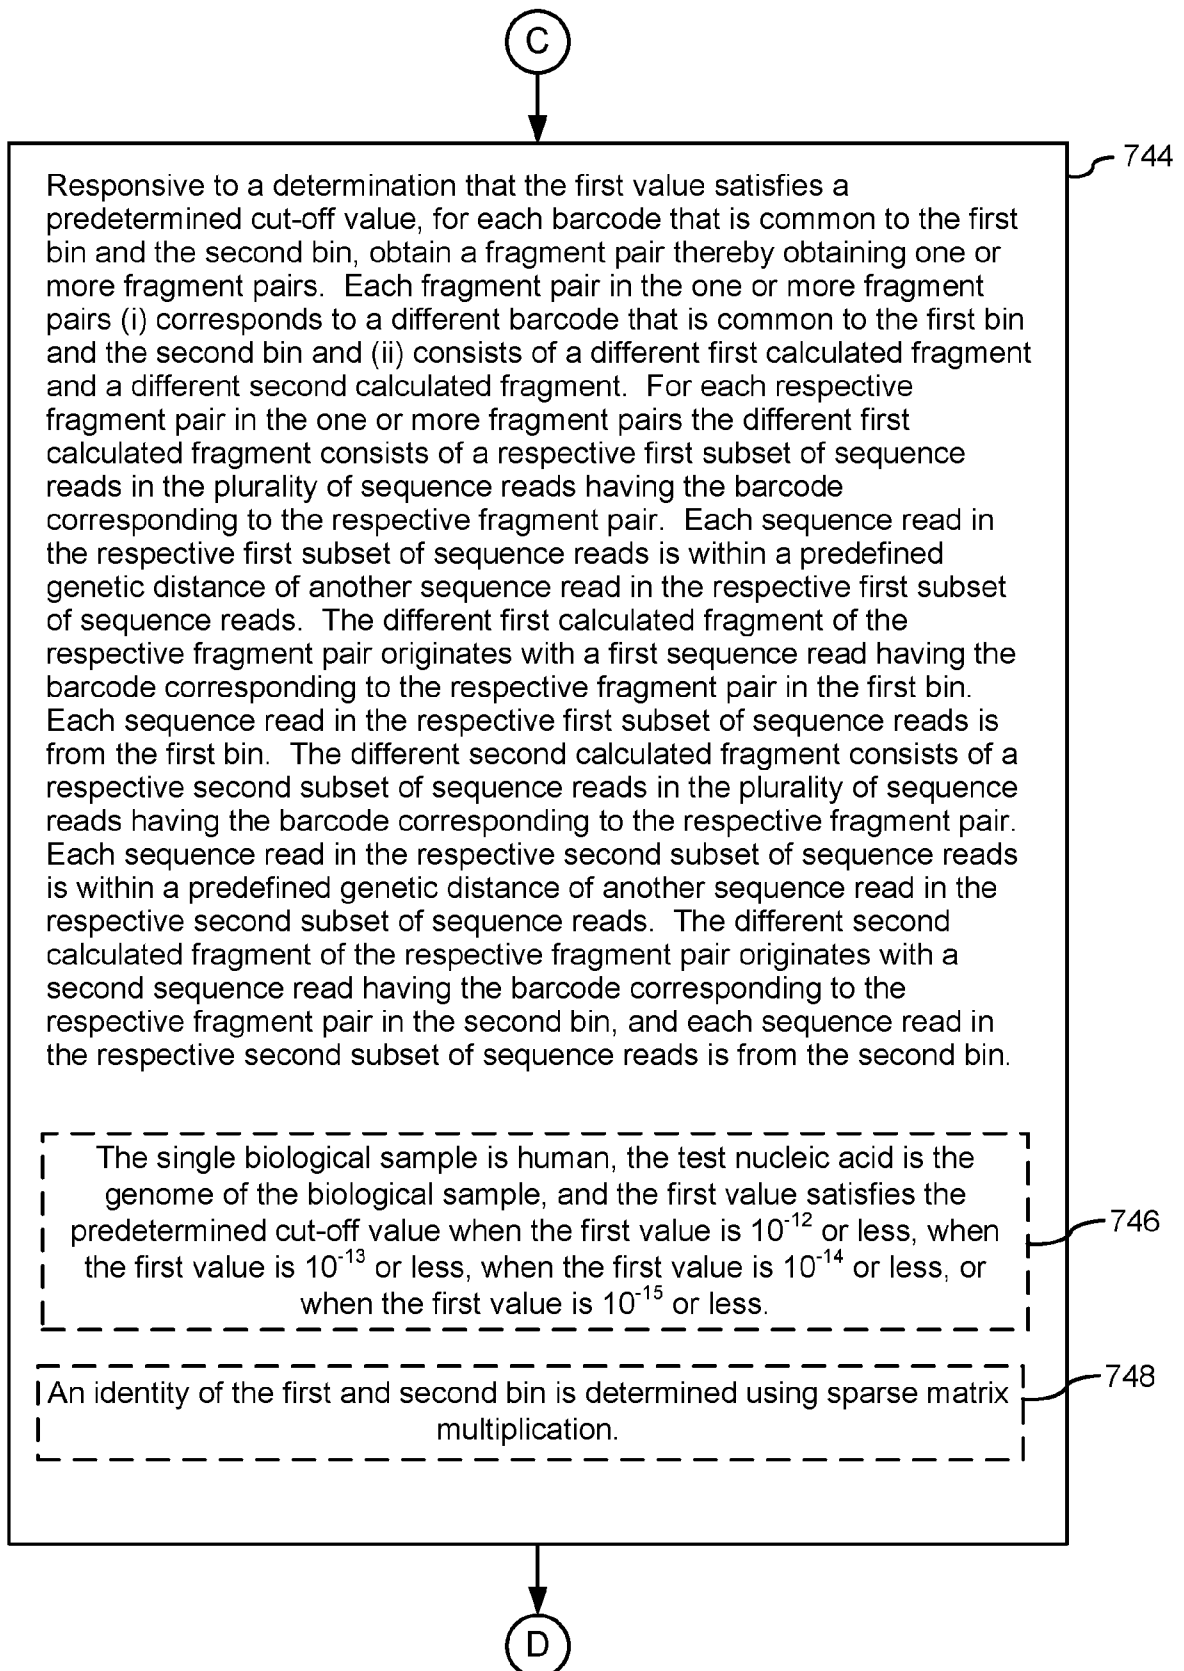 C
744
Responsive to a determination that the first value satisfies a
predetermined cut-off value, for each barcode that is common to the first
bin and the second bin, obtain a fragment pair thereby obtaining one or
more fragment pairs.  Each fragment pair in the one or more fragment
pairs (i) corresponds to a different barcode that is common to the first bin
and the second bin and (ii) consists of a different first calculated fragment
and a different second calculated fragment.  For each respective
fragment pair in the one or more fragment pairs the different first
calculated fragment consists of a respective first subset of sequence
reads in the plurality of sequence reads having the barcode
corresponding to the respective fragment pair.  Each sequence read in
the respective first subset of sequence reads is within a predefined
genetic distance of another sequence read in the respective first subset
of sequence reads.  The different first calculated fragment of the
respective fragment pair originates with a first sequence read having the
barcode corresponding to the respective fragment pair in the first bin.
Each sequence read in the respective first subset of sequence reads is
from the first bin.  The different second calculated fragment consists of a
respective second subset of sequence reads in the plurality of sequence
reads having the barcode corresponding to the respective fragment pair.
Each sequence read in the respective second subset of sequence reads
is within a predefined genetic distance of another sequence read in the
respective second subset of sequence reads.  The different second
calculated fragment of the respective fragment pair originates with a
second sequence read having the barcode corresponding to the
respective fragment pair in the second bin, and each sequence read in
the respective second subset of sequence reads is from the second bin.
The single biological sample is human, the test nucleic acid is the
genome of the biological sample, and the first value satisfies the
predetermined cut-off value when the first value is 10⁻¹² or less, when
the first value is 10⁻¹³ or less, when the first value is 10⁻¹⁴ or less, or
when the first value is 10⁻¹⁵ or less.
746
An identity of the first and second bin is determined using sparse matrix
multiplication.
748
D